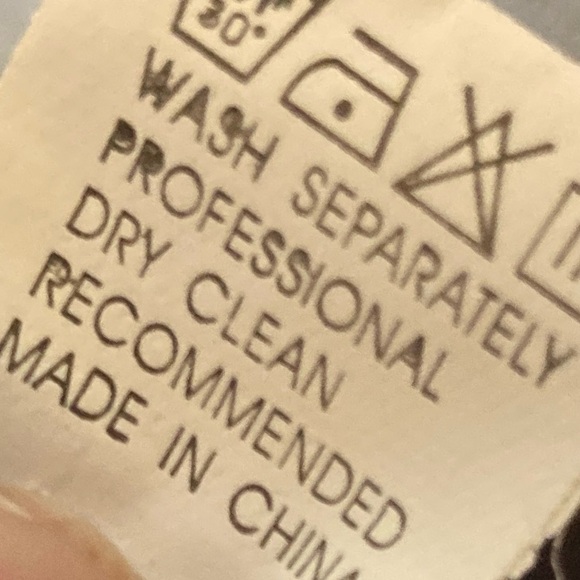 30°
WASH SEPARATELY
PROFESSIONAL
DRY CLEAN
RECOMMENDED
MADE IN CHINA